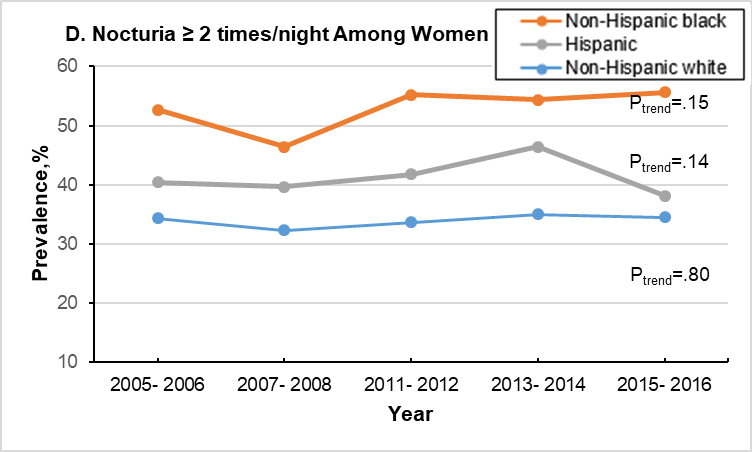 D. Nocturia ≥ 2 times/night Among Women
Non-Hispanic black
Hispanic
Non-Hispanic white
60
50
40
30
20
10
Prevalence,%
Ptrend=.15
Ptrend=.14
Ptrend=.80
2005- 2006
2007- 2008
2011- 2012
2013- 2014
2015- 2016
Year